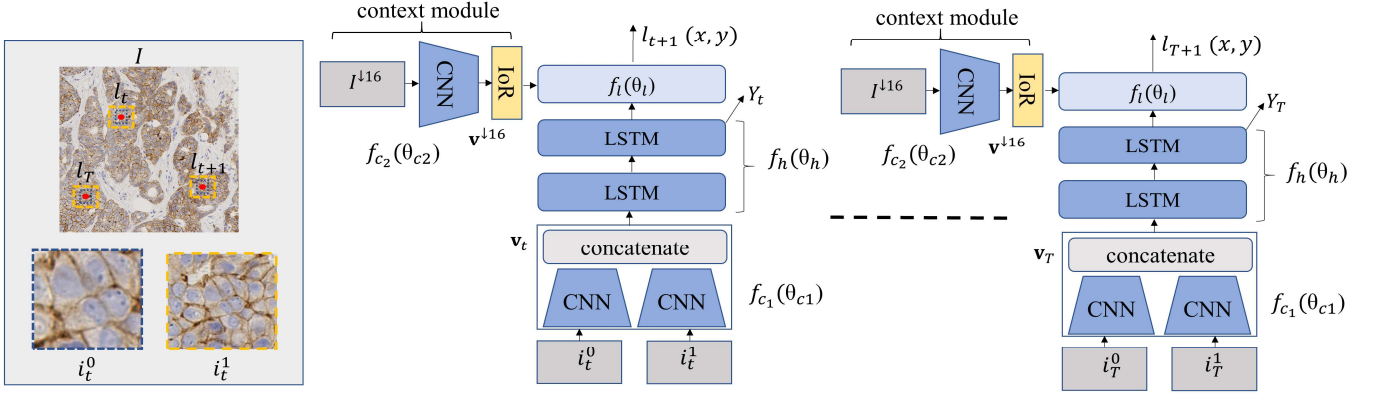 I
l_t
l_{t+1}
l_T
i_t^0
i_t^1
context module
I^{↓16}
CNN
IoR
v^{↓16}
f_{c_2}(θ_{c2})
l_{t+1} (x, y)
f_l(θ_l)
Y_t
LSTM
LSTM
f_h(θ_h)
v_t
concatenate
CNN
CNN
f_{c_1}(θ_{c1})
i_t^0
i_t^1
context module
I^{↓16}
CNN
IoR
v^{↓16}
f_{c_2}(θ_{c2})
l_{T+1} (x, y)
f_l(θ_l)
Y_T
LSTM
LSTM
f_h(θ_h)
v_T
concatenate
CNN
CNN
f_{c_1}(θ_{c1})
i_T^0
i_T^1